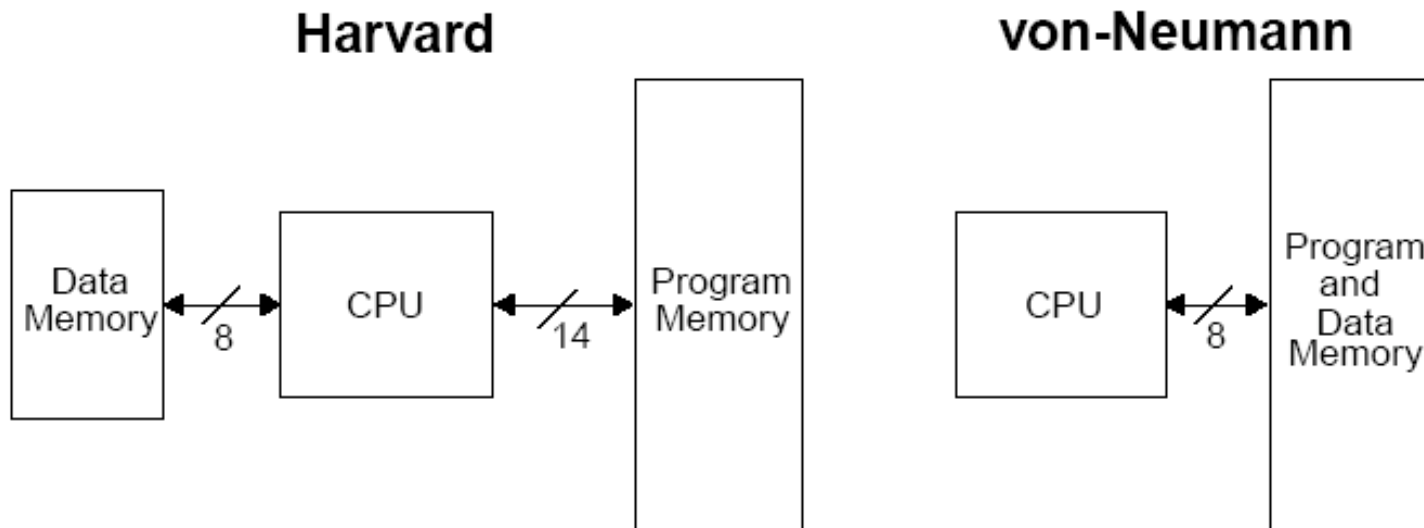 Harvard
von-Neumann
Data
Memory
8
CPU
14
Program
Memory
CPU
8
Program
and
Data
Memory